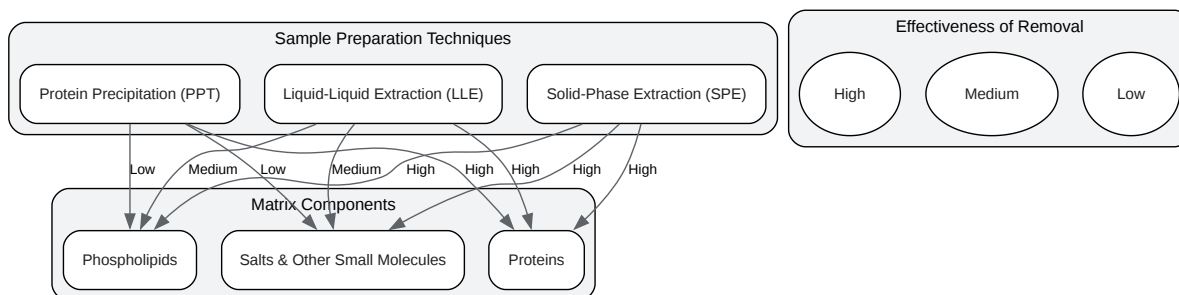 Sample Preparation Techniques
Effectiveness of Removal
Protein Precipitation (PPT)
Liquid-Liquid Extraction (LLE)
Solid-Phase Extraction (SPE)
High
Medium
Low
Low
Medium
Low
Medium
High
High
High
High
High
Matrix Components
Phospholipids
Salts & Other Small Molecules
Proteins